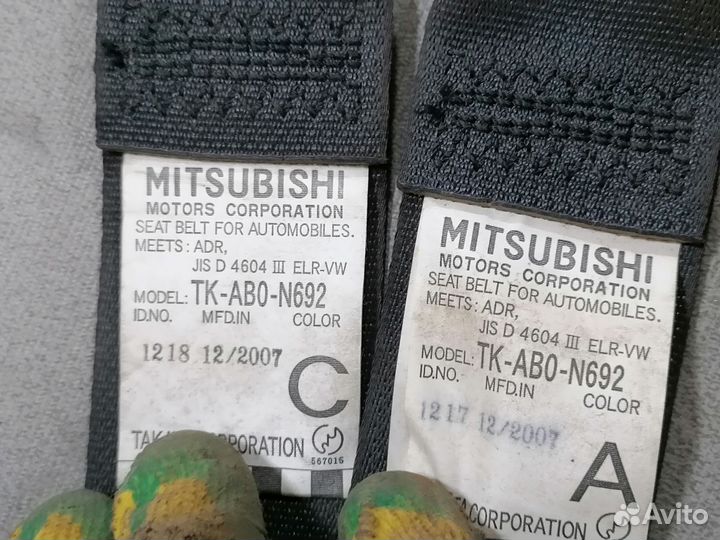 MITSUBISHI
MOTORS CORPORATION
SEAT BELT FOR AUTOMOBILES.
MEETS: ADR,
JIS D 4604 III ELR-VW
MODEL: TK-AB0-N692
ID.NO. MFD.IN COLOR
1218 12/2007
C
CORPORATION
567016
MITSUBISHI
MOTORS CORPORATION
SEAT BELT FOR AUTOMOBILES.
MEETS: ADR,
JIS D 4604 III ELR-VW
MODEL: TK-AB0-N692
ID.NO. MFD.IN COLOR
1217 12/2007
A
CORPORATION
Avito